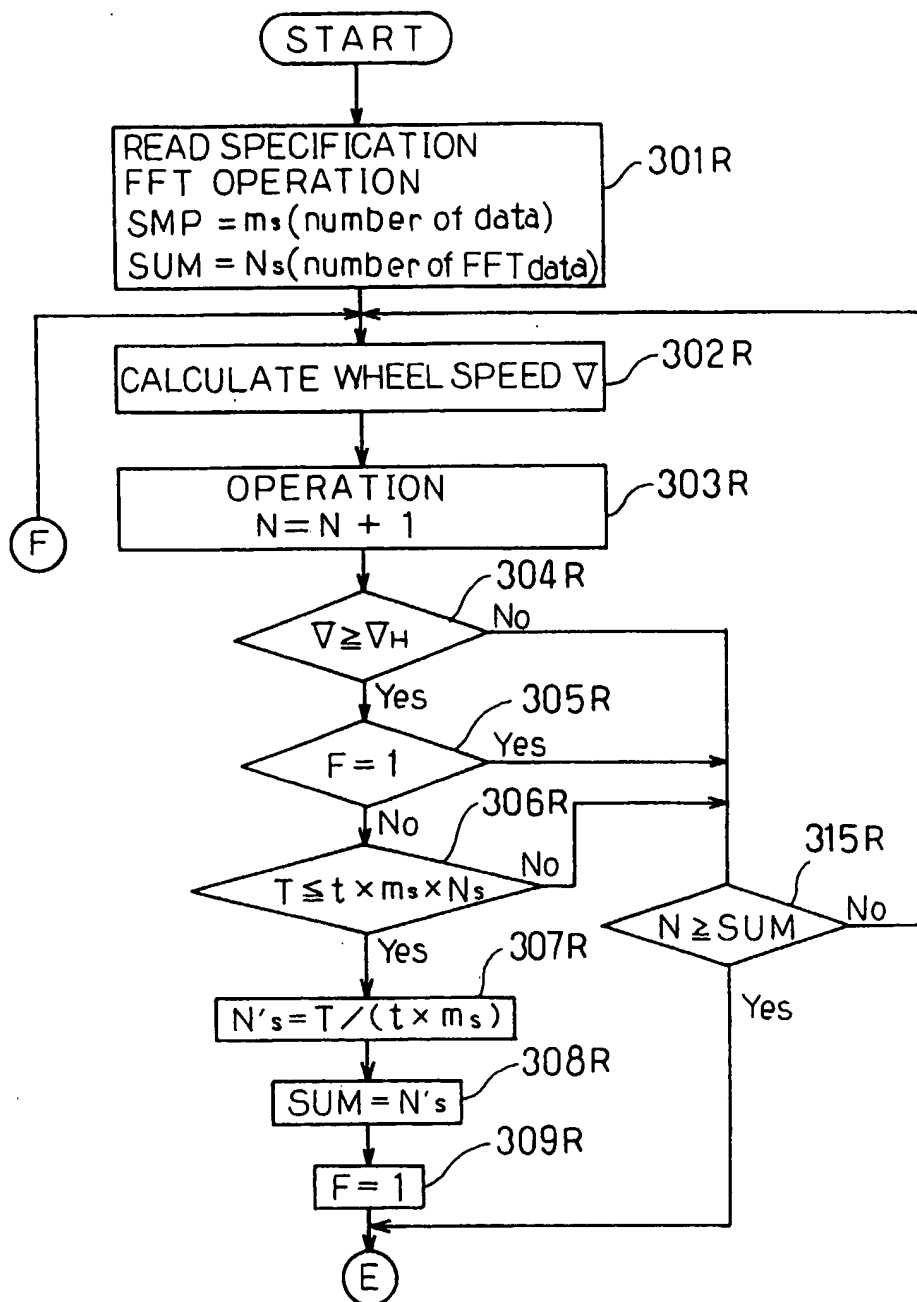 START
READ SPECIFICATION
FFT OPERATION
SMP = ms (number of data)
SUM = Ns (number of FFT data)
301R
CALCULATE WHEEL SPEED ∇
302R
OPERATION
N = N + 1
303R
F
304R
∇ ≧ ∇H
No
Yes
305R
F = 1
Yes
No
306R
T ≦ t × ms × Ns
No
Yes
315R
N ≧ SUM
No
Yes
307R
N's = T / (t × ms)
308R
SUM = N's
309R
F = 1
E